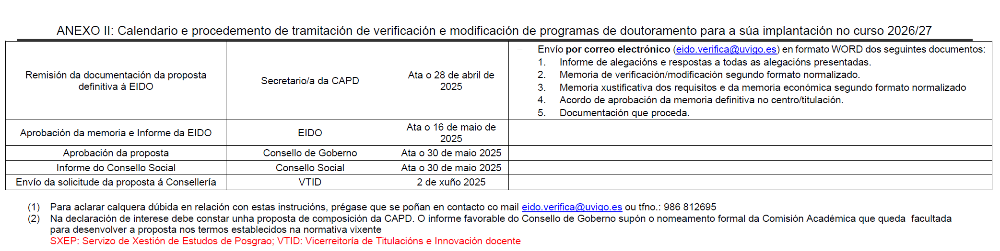 ANEXO II: Calendario e procedemento de tramitación de verificación e modificación de programas de doutoramento para a súa implantación no curso 2026/27
Remisión da documentación da proposta
definitiva á EIDO
Secretario/a da CAPD
Ata o 28 de abril de
2025
– Envío por correo electrónico (eido.verifica@uvigo.es) en formato WORD dos seguintes documentos:
1. Informe de alegacións e respostas a todas as alegacións presentadas.
2. Memoria de verificación/modificación segundo formato normalizado.
3. Memoria xustificativa dos requisitos e da memoria económica segundo formato normalizado
4. Acordo de aprobación da memoria definitiva no centro/titulación.
5. Documentación que proceda.
Aprobación da memoria e Informe da EIDO
EIDO
Ata o 16 de maio de
2025
Aprobación da proposta
Consello de Goberno
Ata o 30 de maio 2025
Informe do Consello Social
Consello Social
Ata o 30 de maio 2025
Envío da solicitude da proposta á Consellería
VTID
2 de xuño 2025
(1) Para aclarar calquera dúbida en relación con estas instrucións, prégase que se poñan en contacto co mail eido.verifica@uvigo.es ou tfno.: 986 812695
(2) Na declaración de interese debe constar unha proposta de composición da CAPD. O informe favorable do Consello de Goberno supón o nomeamento formal da Comisión Académica que queda facultada
para desenvolver a proposta nos termos establecidos na normativa vixente
SXEP: Servizo de Xestión de Estudos de Posgrao; VTID: Vicerreitoría de Titulacións e Innovación docente